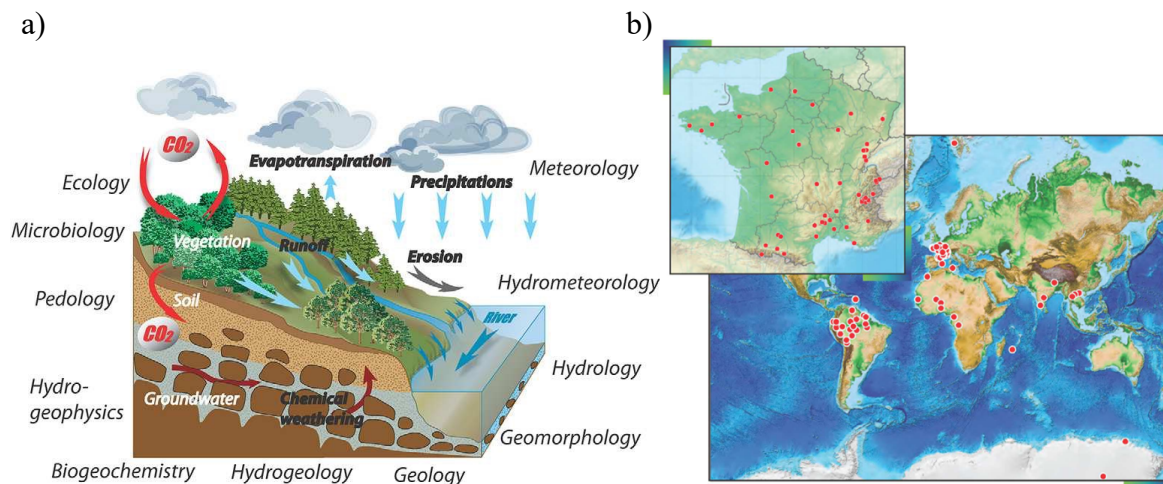 a)
b)
CO2
Evapotranspiration
Precipitations
Meteorology
Ecology
Microbiology
Vegetation
Runoff
Erosion
Hydrometeorology
Pedology
Soil
River
CO2
Hydrology
Hydro-
geophysics
Groundwater
Chemical
weathering
Geomorphology
Biogeochemistry
Hydrogeology
Geology